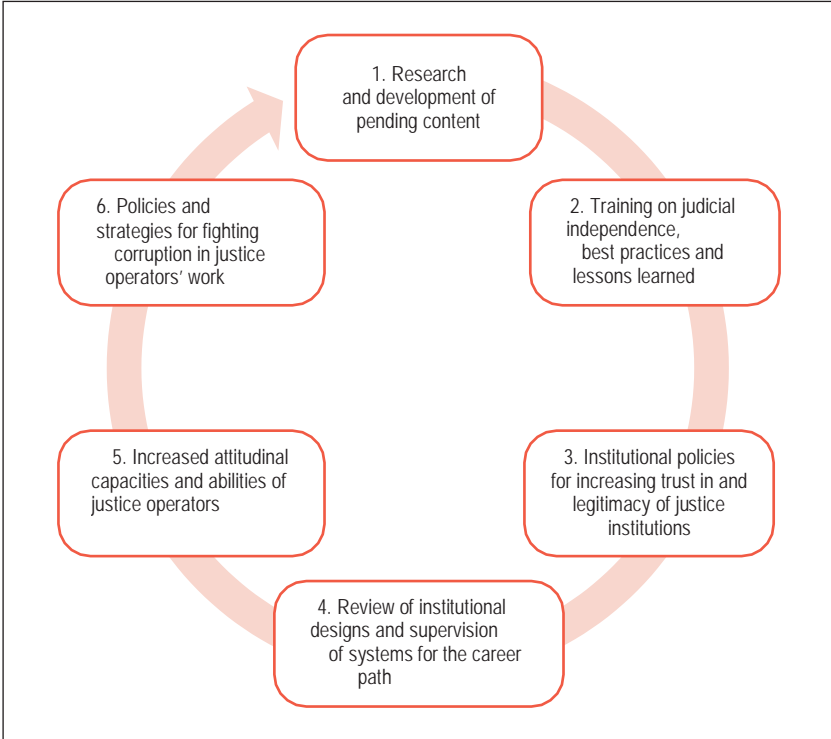 1. Research
and development of
pending content
2. Training on judicial
independence,
best practices and
lessons learned
3. Institutional policies
for increasing trust in and
legitimacy of justice
institutions
4. Review of institutional
designs and supervision
of systems for the career
path
5. Increased attitudinal
capacities and abilities of
justice operators
6. Policies and
strategies for fighting
corruption in justice
operators' work